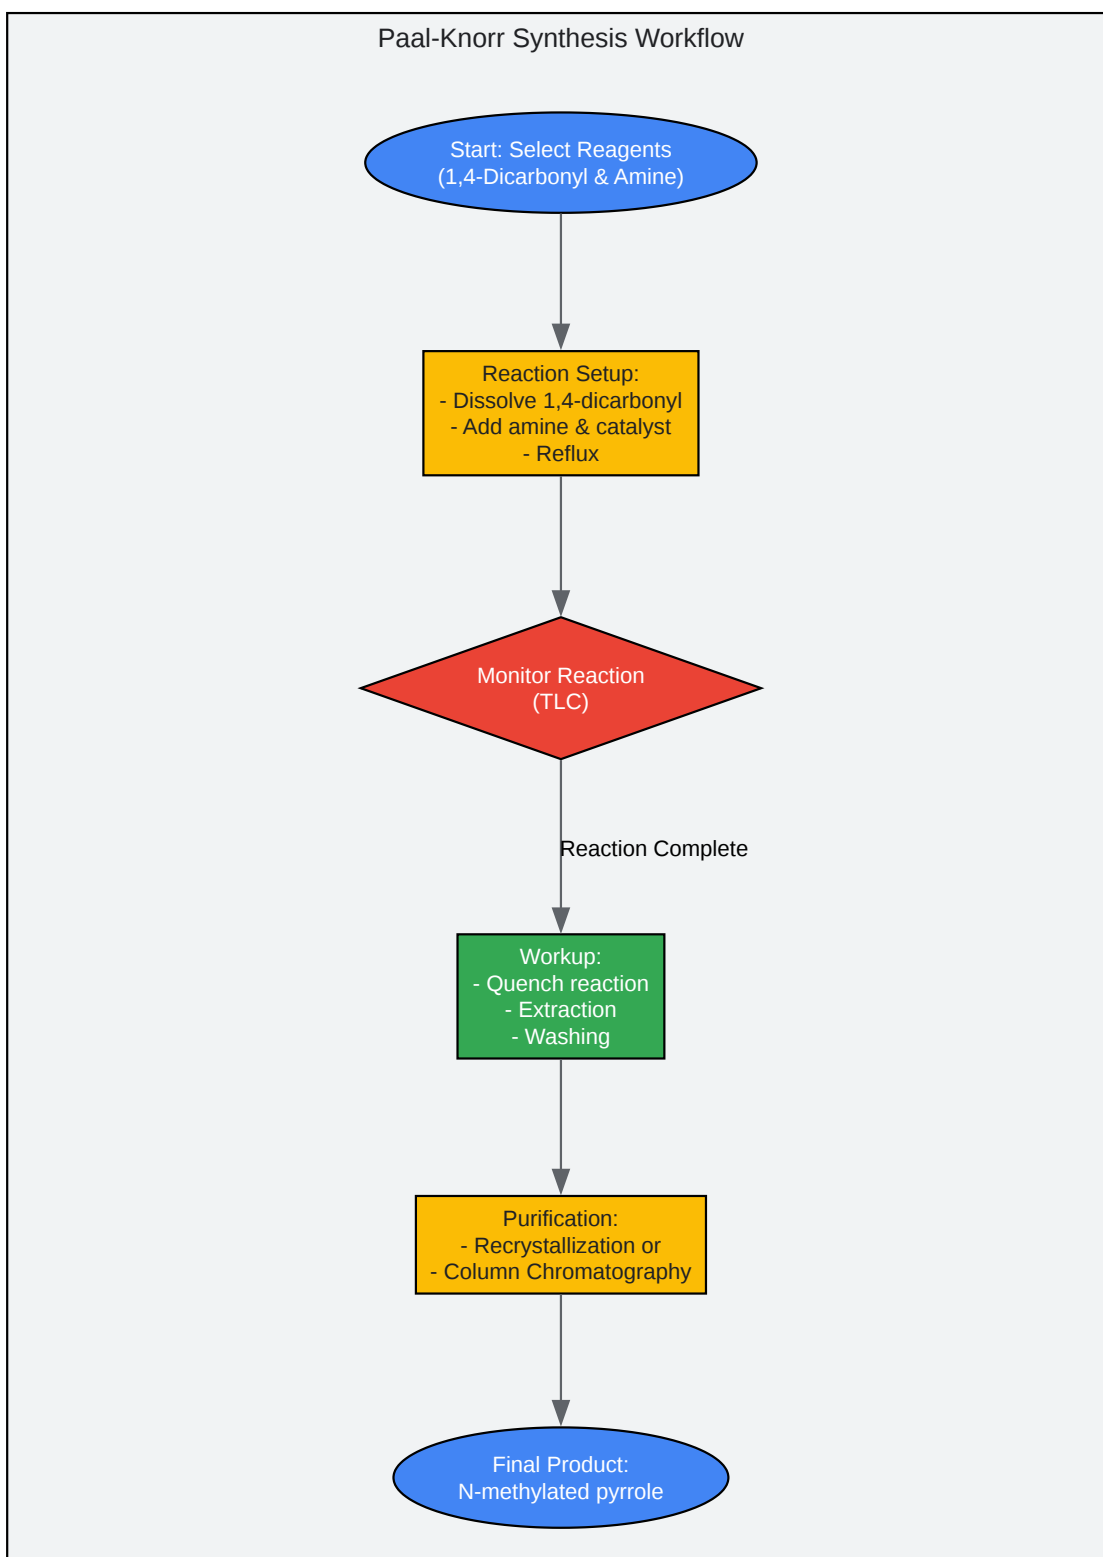 Paal-Knorr Synthesis Workflow
Start: Select Reagents
(1,4-Dicarbonyl & Amine)
Reaction Setup:
- Dissolve 1,4-dicarbonyl
- Add amine & catalyst
- Reflux
Monitor Reaction
(TLC)
Reaction Complete
Workup:
- Quench reaction
- Extraction
- Washing
Purification:
- Recrystallization or
- Column Chromatography
Final Product:
N-methylated pyrrole